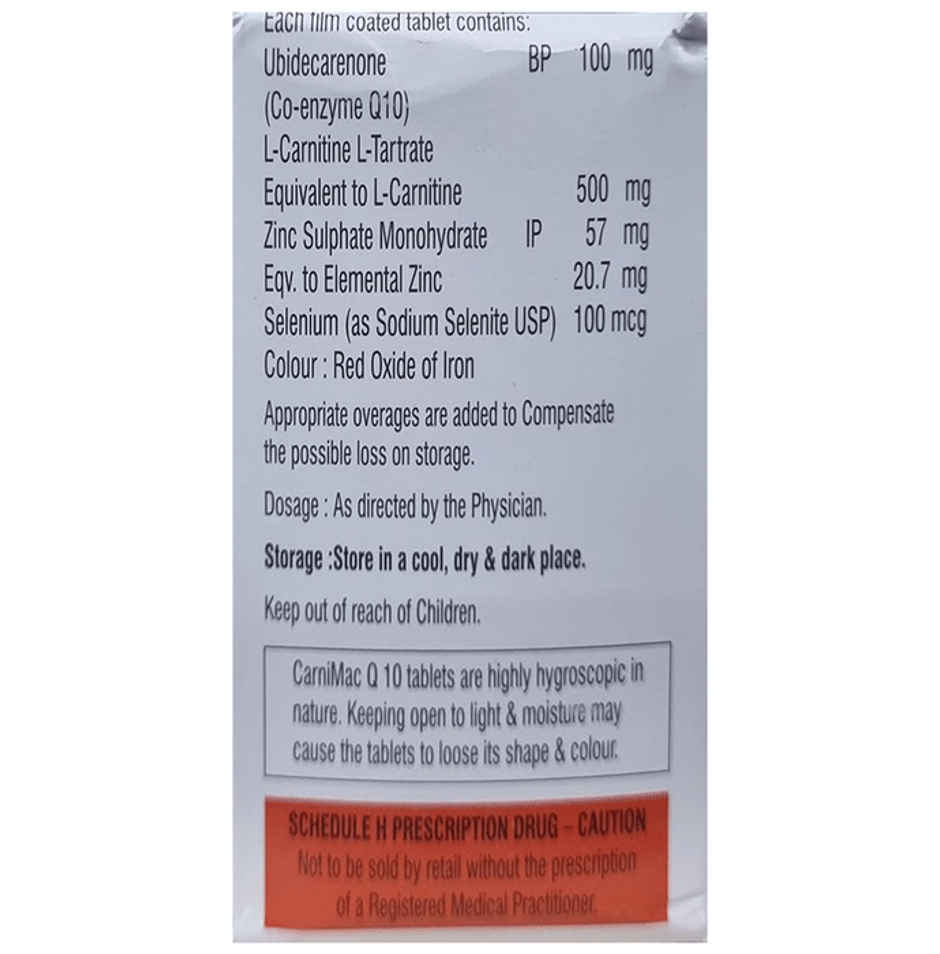 Each film coated tablet contains:
Ubidecarenone BP 100 mg
(Co-enzyme Q10)
L-Carnitine L-Tartrate
Equivalent to L-Carnitine 500 mg
Zinc Sulphate Monohydrate IP 57 mg
Eqv. to Elemental Zinc 20.7 mg
Selenium (as Sodium Selenite USP) 100 mcg
Colour : Red Oxide of Iron
Appropriate overages are added to Compensate
the possible loss on storage.
Dosage : As directed by the Physician.
Storage :Store in a cool, dry & dark place.
Keep out of reach of Children.
CarniMac Q 10 tablets are highly hygroscopic in
nature. Keeping open to light & moisture may
cause the tablets to loose its shape & colour.
SCHEDULE H PRESCRIPTION DRUG – CAUTION
Not to be sold by retail without the prescription
of a Registered Medical Practitioner.